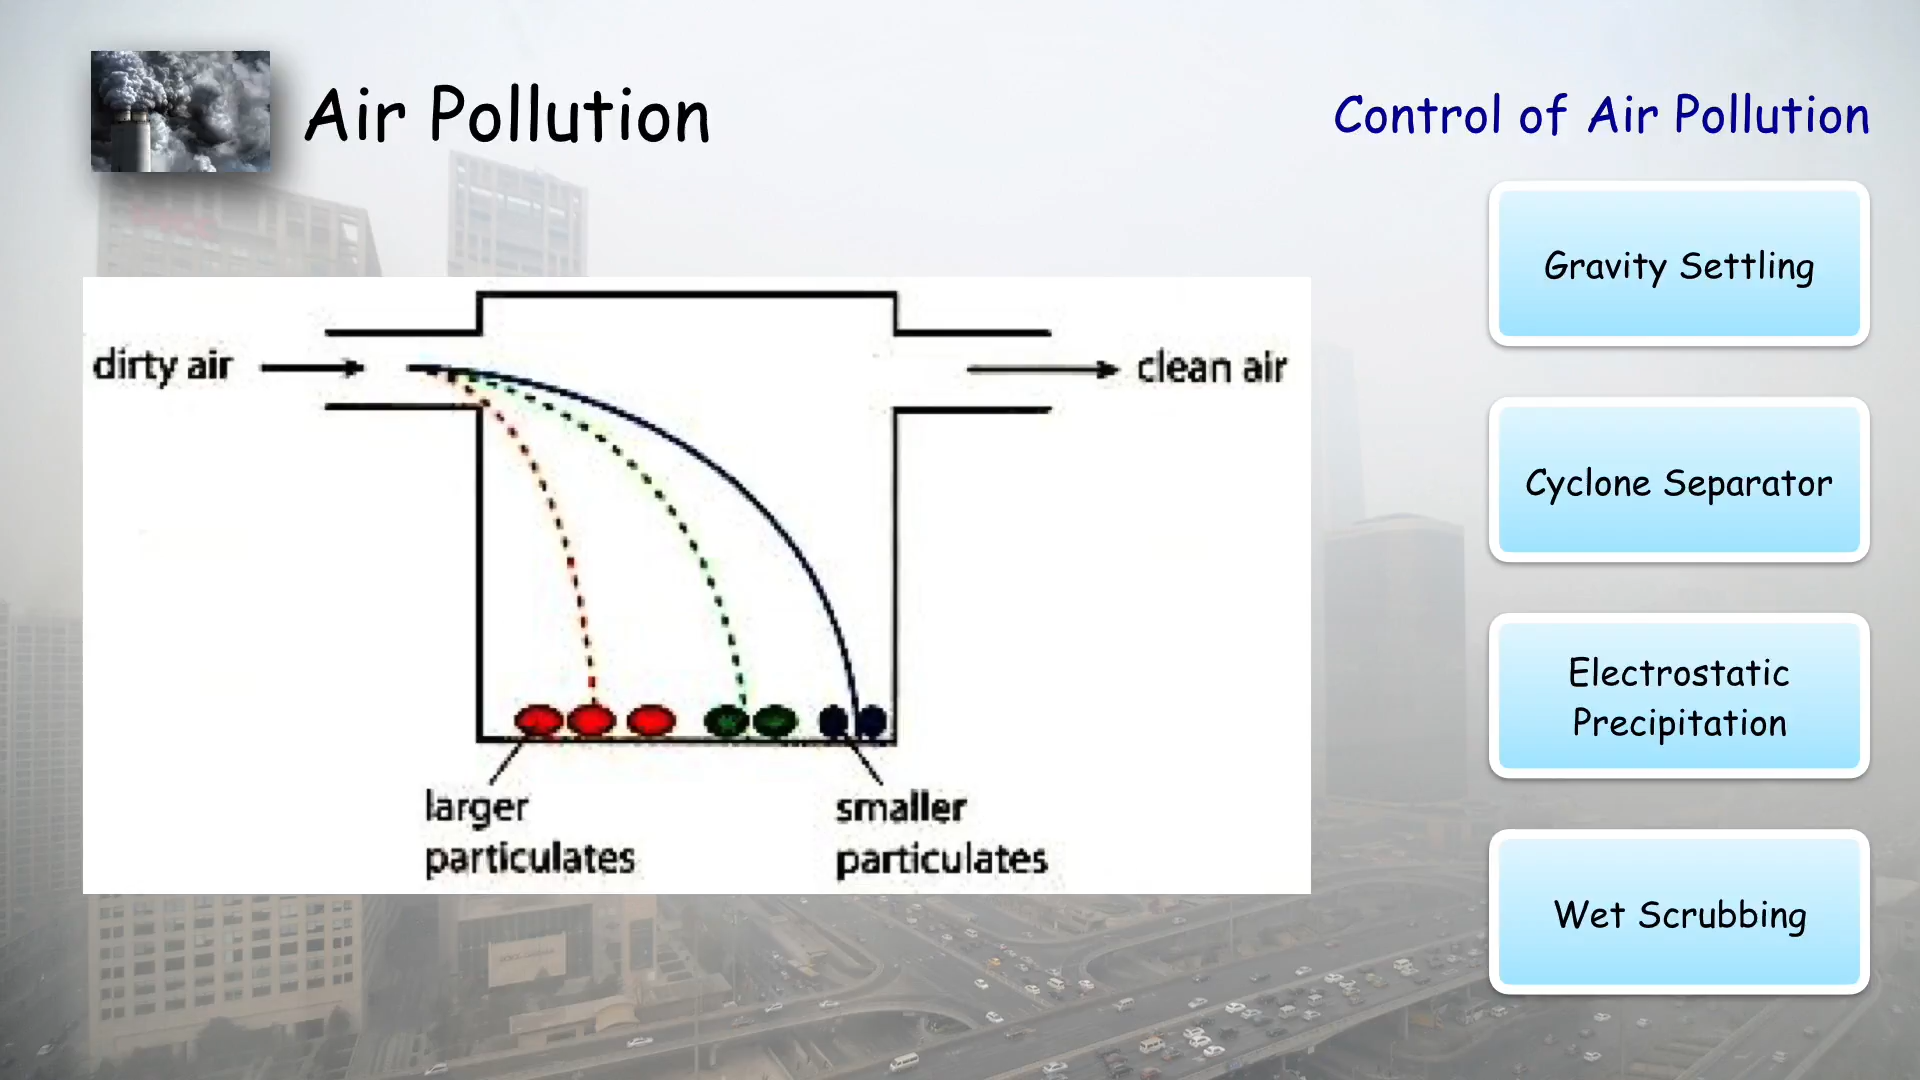 Air Pollution
Control of Air Pollution
dirty air
clean air
larger
particulates
smaller
particulates
Gravity Settling
Cyclone Separator
Electrostatic
Precipitation
Wet Scrubbing